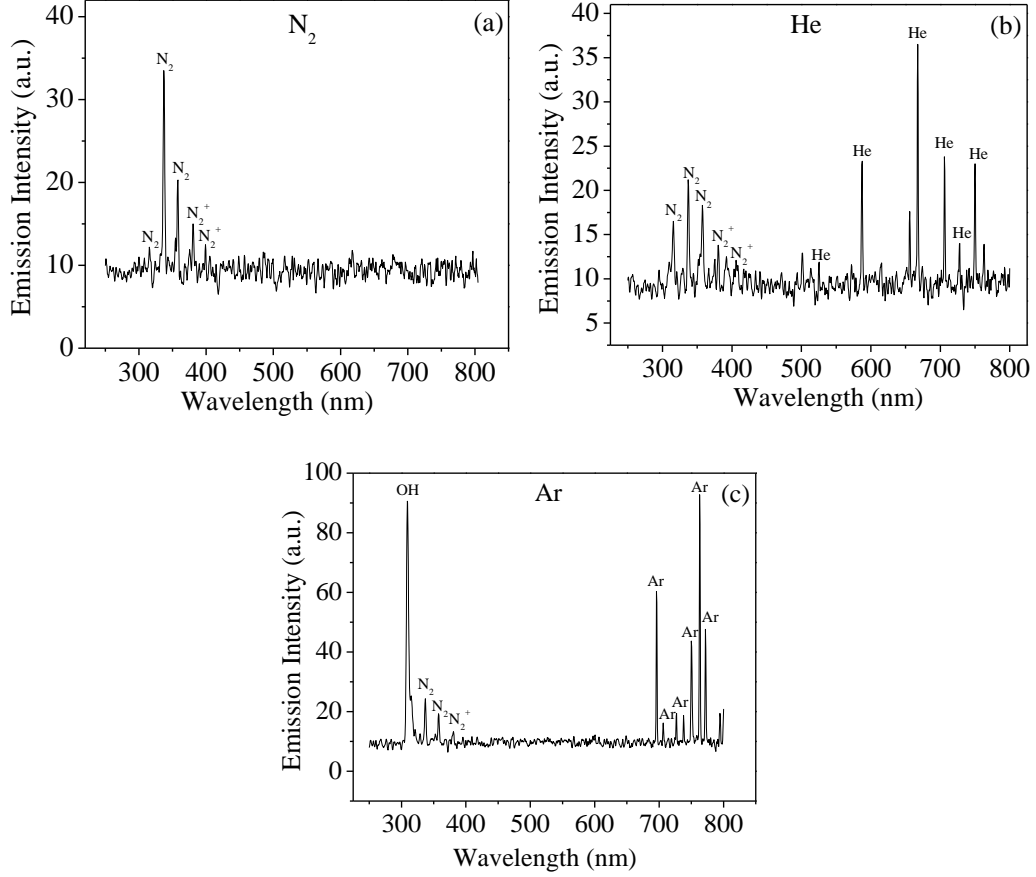 N₂
(a)
Emission Intensity (a.u.)
40
30
20
10
0
N₂
N₂
N₂
N₂⁺
N₂⁺
300 400 500 600 700 800
Wavelength (nm)
He
(b)
Emission Intensity (a.u.)
40
35
30
25
20
15
10
5
N₂
N₂
N₂
N₂⁺
N₂⁺
He
He
He
He
He
He
300 400 500 600 700 800
Wavelength (nm)
Ar
(c)
Emission Intensity (a.u.)
100
80
60
40
20
0
OH
N₂
N₂
N₂⁺
Ar
Ar
Ar
Ar
Ar
Ar
300 400 500 600 700 800
Wavelength (nm)